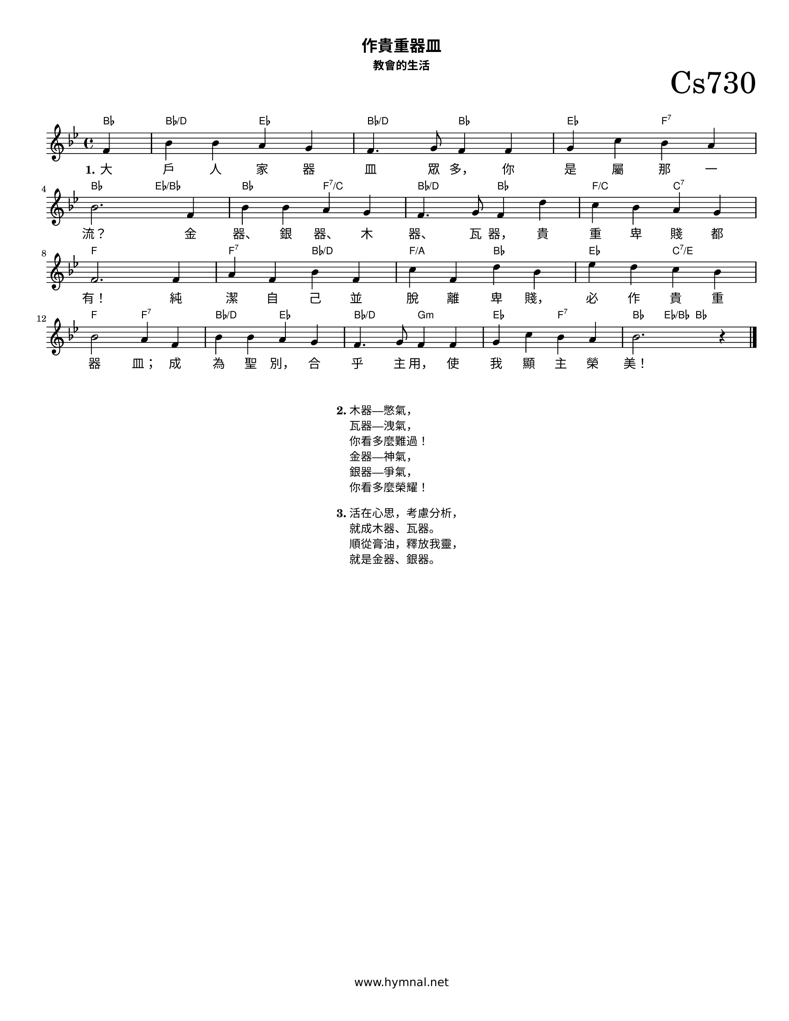 作貴重器皿
教會的生活
Cs730
B♭ B♭/D E♭ B♭/D B♭ E♭ F7
1. 大 戶 人 家 器 皿 眾 多， 你 是 屬 那 一
4 B♭ E♭/B♭ B♭ F7/C B♭/D B♭ F/C C7
流？ 金 器、 銀 器、 木 器、 瓦 器， 貴 重 卑 賤 都
8 F F7 B♭/D F/A B♭ E♭ C7/E
有！ 純 潔 自 己 並 脫 離 卑 賤， 必 作 貴 重
12 F F7 B♭/D E♭ B♭/D Gm E♭ F7 B♭ E♭/B♭ B♭
器 皿； 成 為 聖 別， 合 乎 主 用， 使 我 顯 主 榮 美！
2. 木器—憋氣，
瓦器—洩氣，
你看多麼難過！
金器—神氣，
銀器—爭氣，
你看多麼榮耀！
3. 活在心思，考慮分析，
就成木器、瓦器。
順從膏油，釋放我靈，
就是金器、銀器。
www.hymnal.net